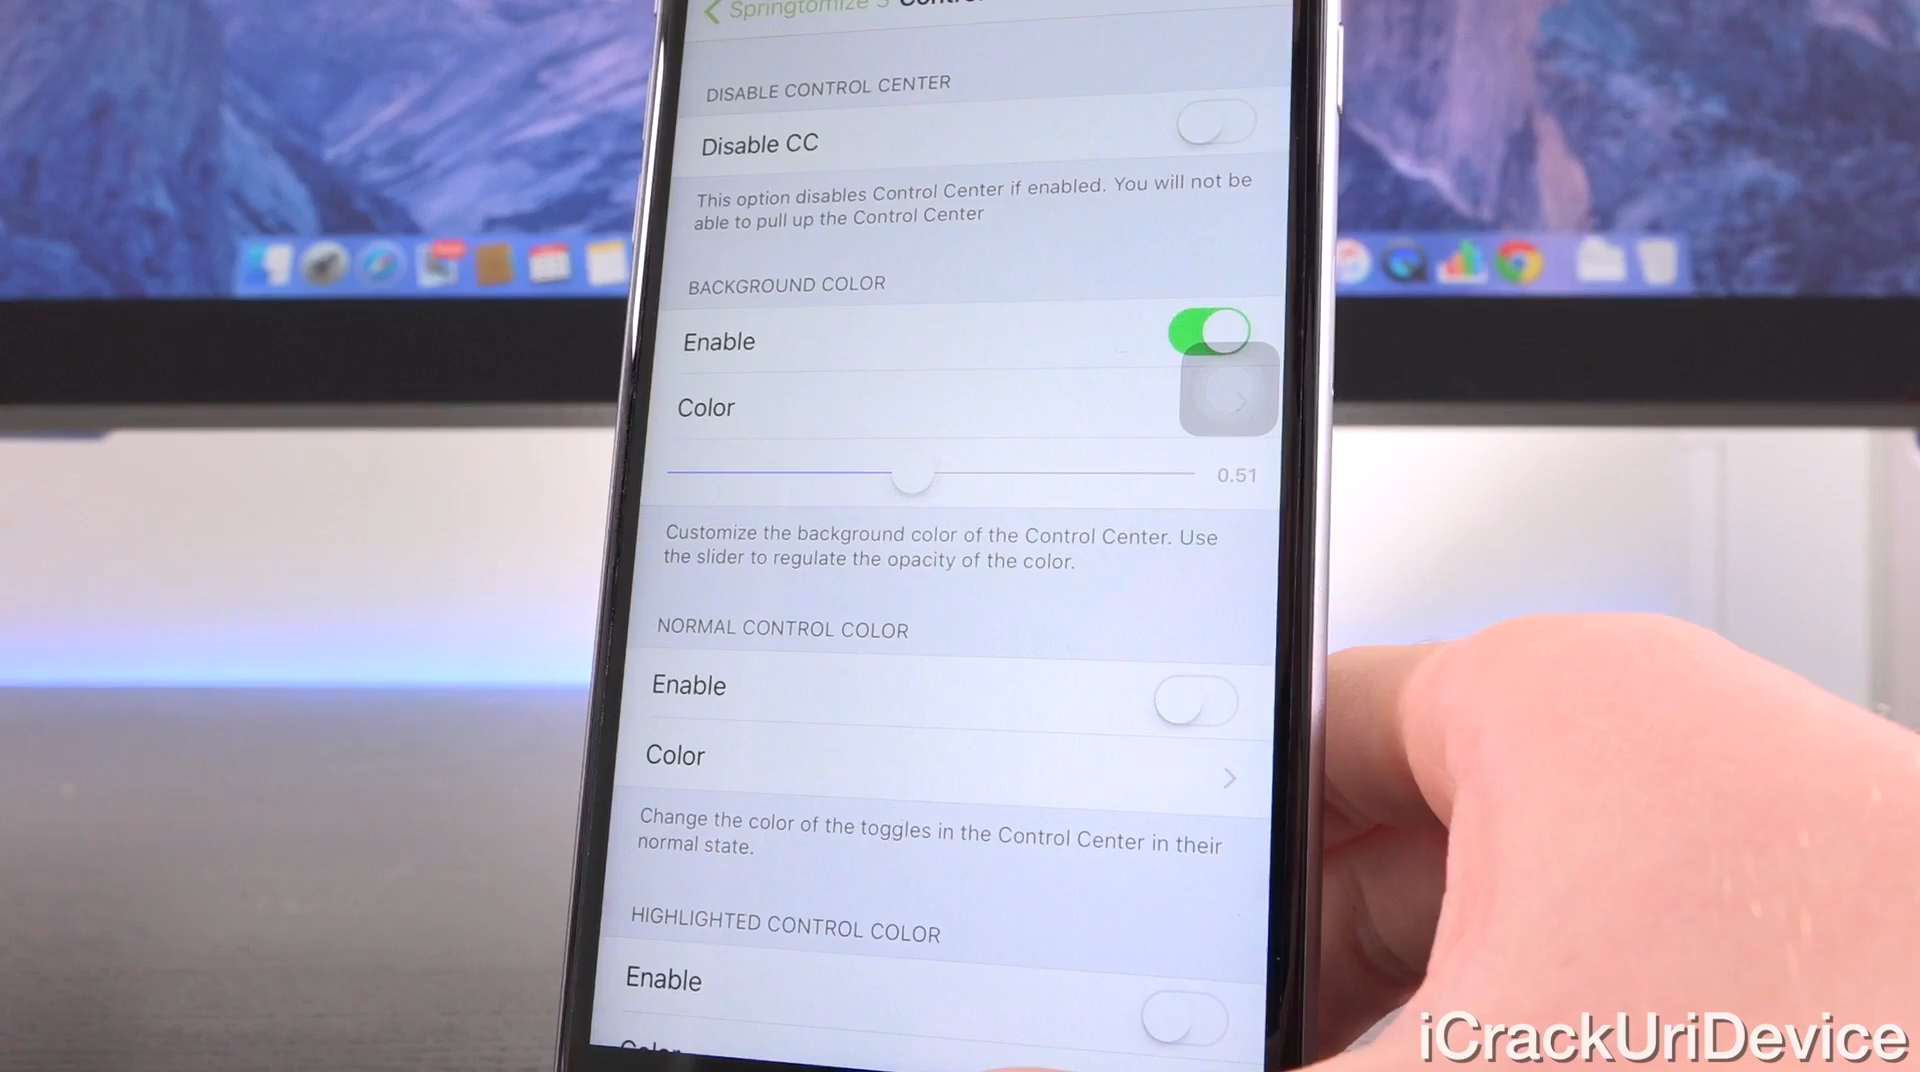 Springtomize 3
DISABLE CONTROL CENTER
Disable CC
This option disables Control Center if enabled. You will not be
able to pull up the Control Center
BACKGROUND COLOR
Enable
Color
0.51
Customize the background color of the Control Center. Use
the slider to regulate the opacity of the color.
NORMAL CONTROL COLOR
Enable
Color
Change the color of the toggles in the Control Center in their
normal state.
HIGHLIGHTED CONTROL COLOR
Enable
Color
iCrackUriDevice